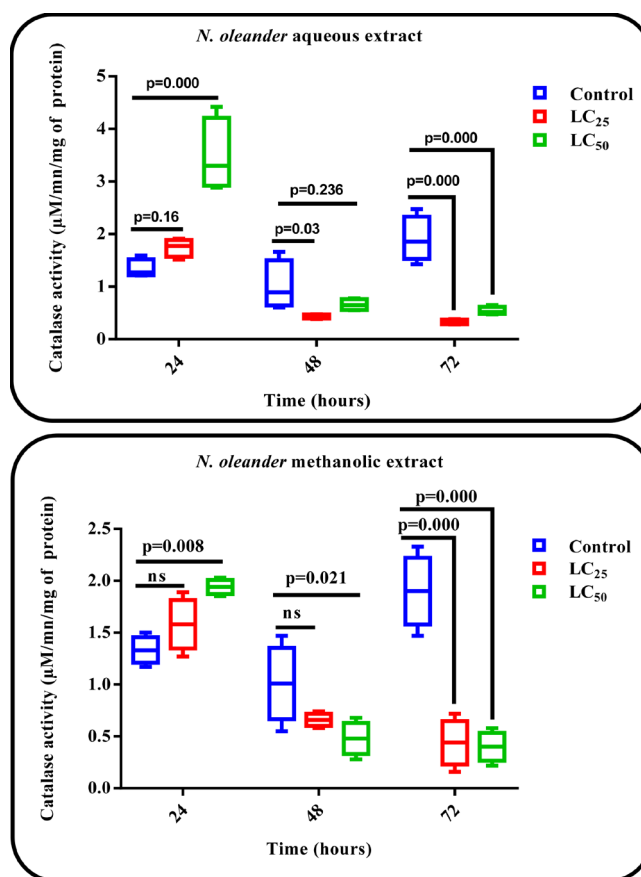 N. oleander aqueous extract
Catalase activity (µM/mn/mg of protein)
5
4
3
2
1
0
p=0.000
p=0.16
p=0.236
p=0.03
p=0.000
p=0.000
Control
LC25
LC50
24
48
72
Time (hours)
N. oleander methanolic extract
Catalase activity (µM/mn/mg of protein)
2.5
2.0
1.5
1.0
0.5
0.0
p=0.008
ns
p=0.021
ns
p=0.000
p=0.000
Control
LC25
LC50
24
48
72
Time (hours)